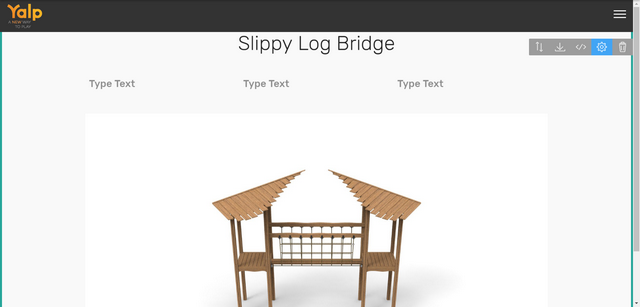 Yalp
A NEW WAY
TO PLAY
Slippy Log Bridge
Type Text
Type Text
Type Text